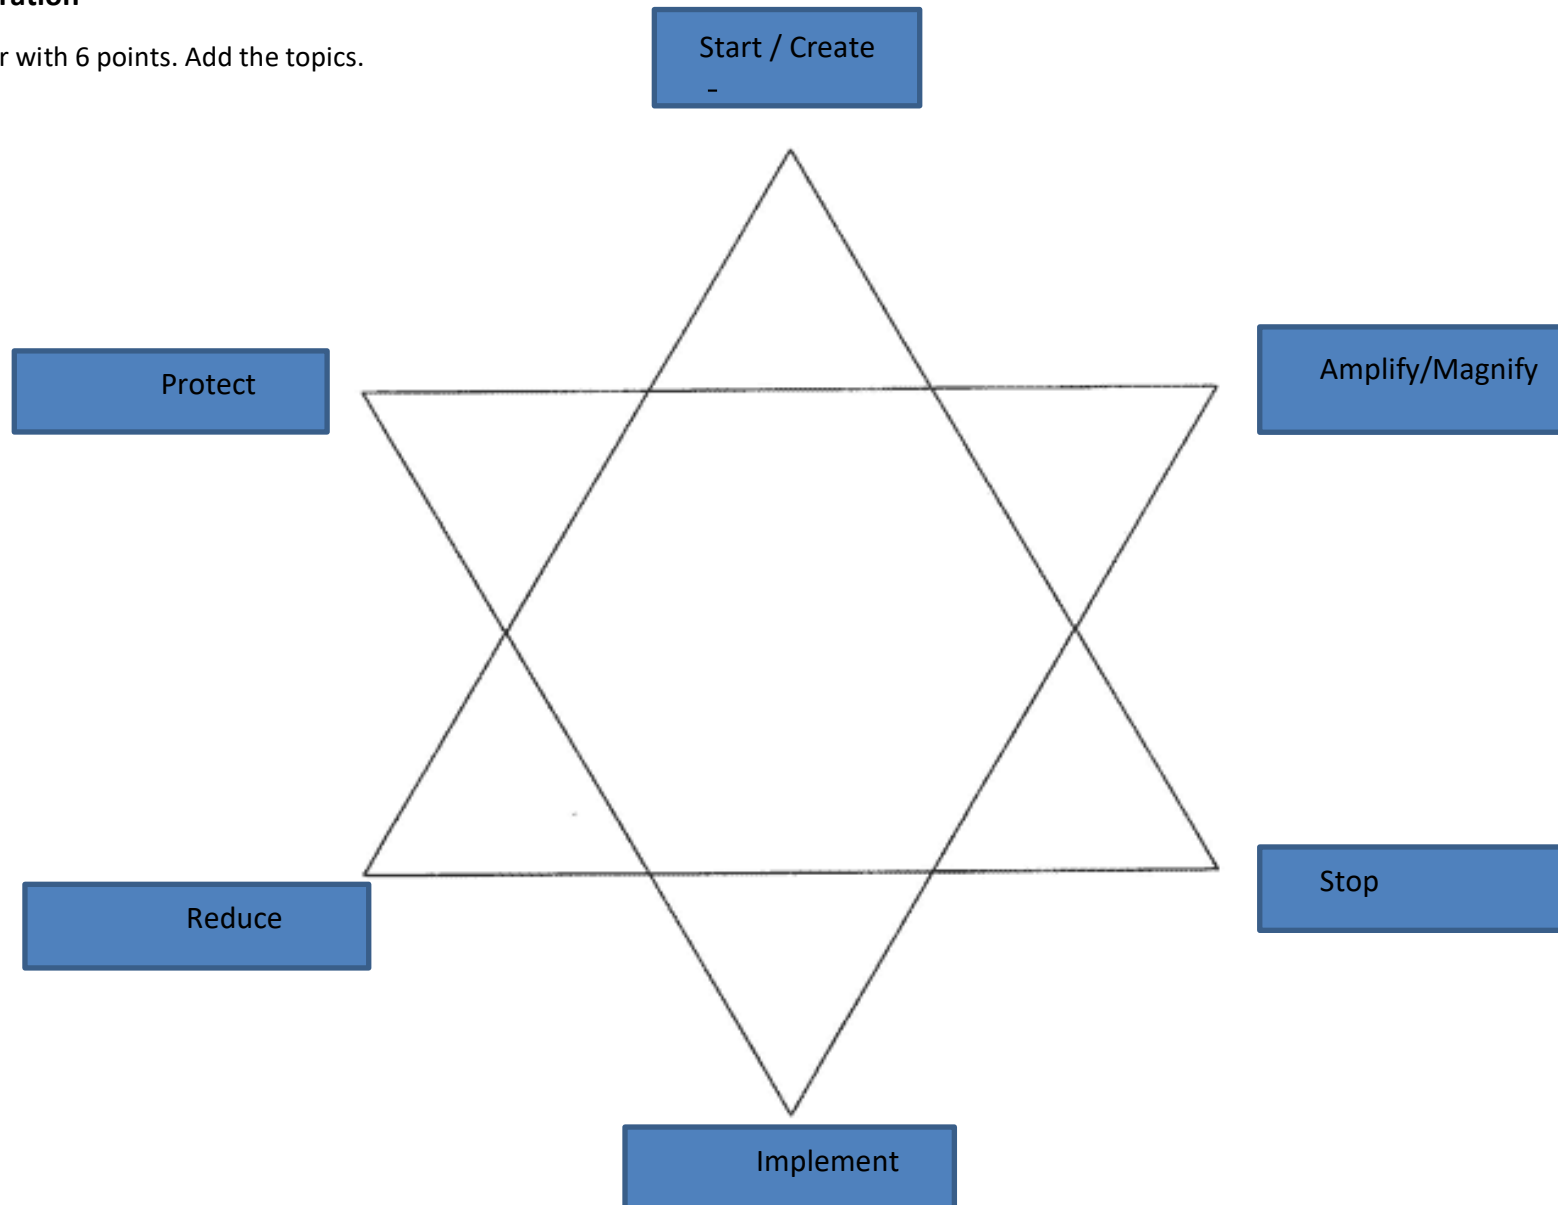 Start / Create
-
r with 6 points. Add the topics.
Protect
Amplify/Magnify
Reduce
Stop
Implement